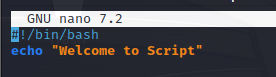 GNU nano 7.2
#!/bin/bash
echo "Welcome to Script"